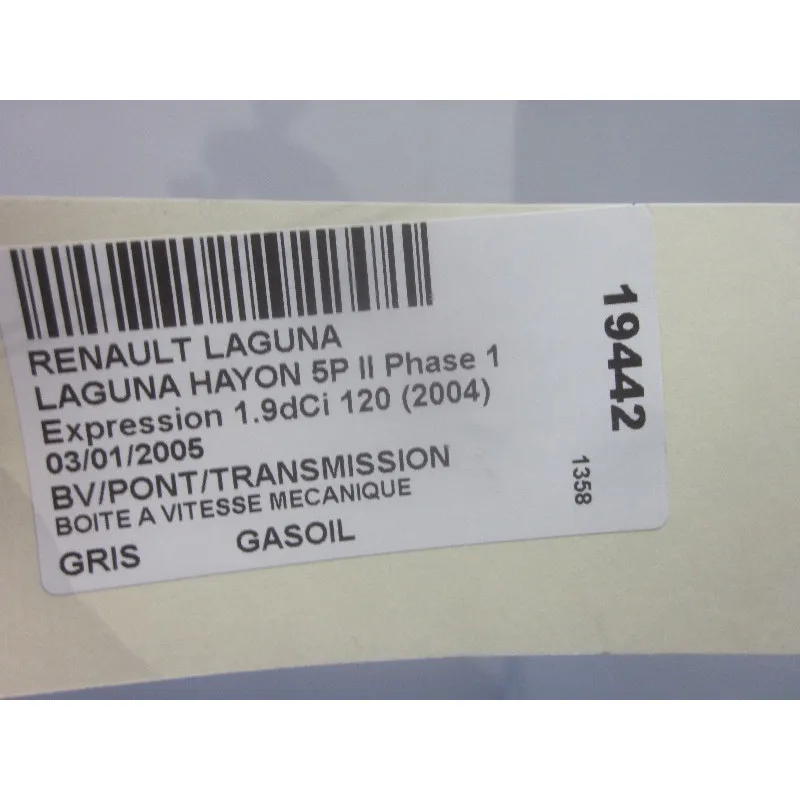 RENAULT LAGUNA
LAGUNA HAYON 5P II Phase 1
Expression 1.9dCi 120 (2004)
03/01/2005
BV/PONT/TRANSMISSION
BOITE A VITESSE MECANIQUE
GRIS GASOIL
19442
1358